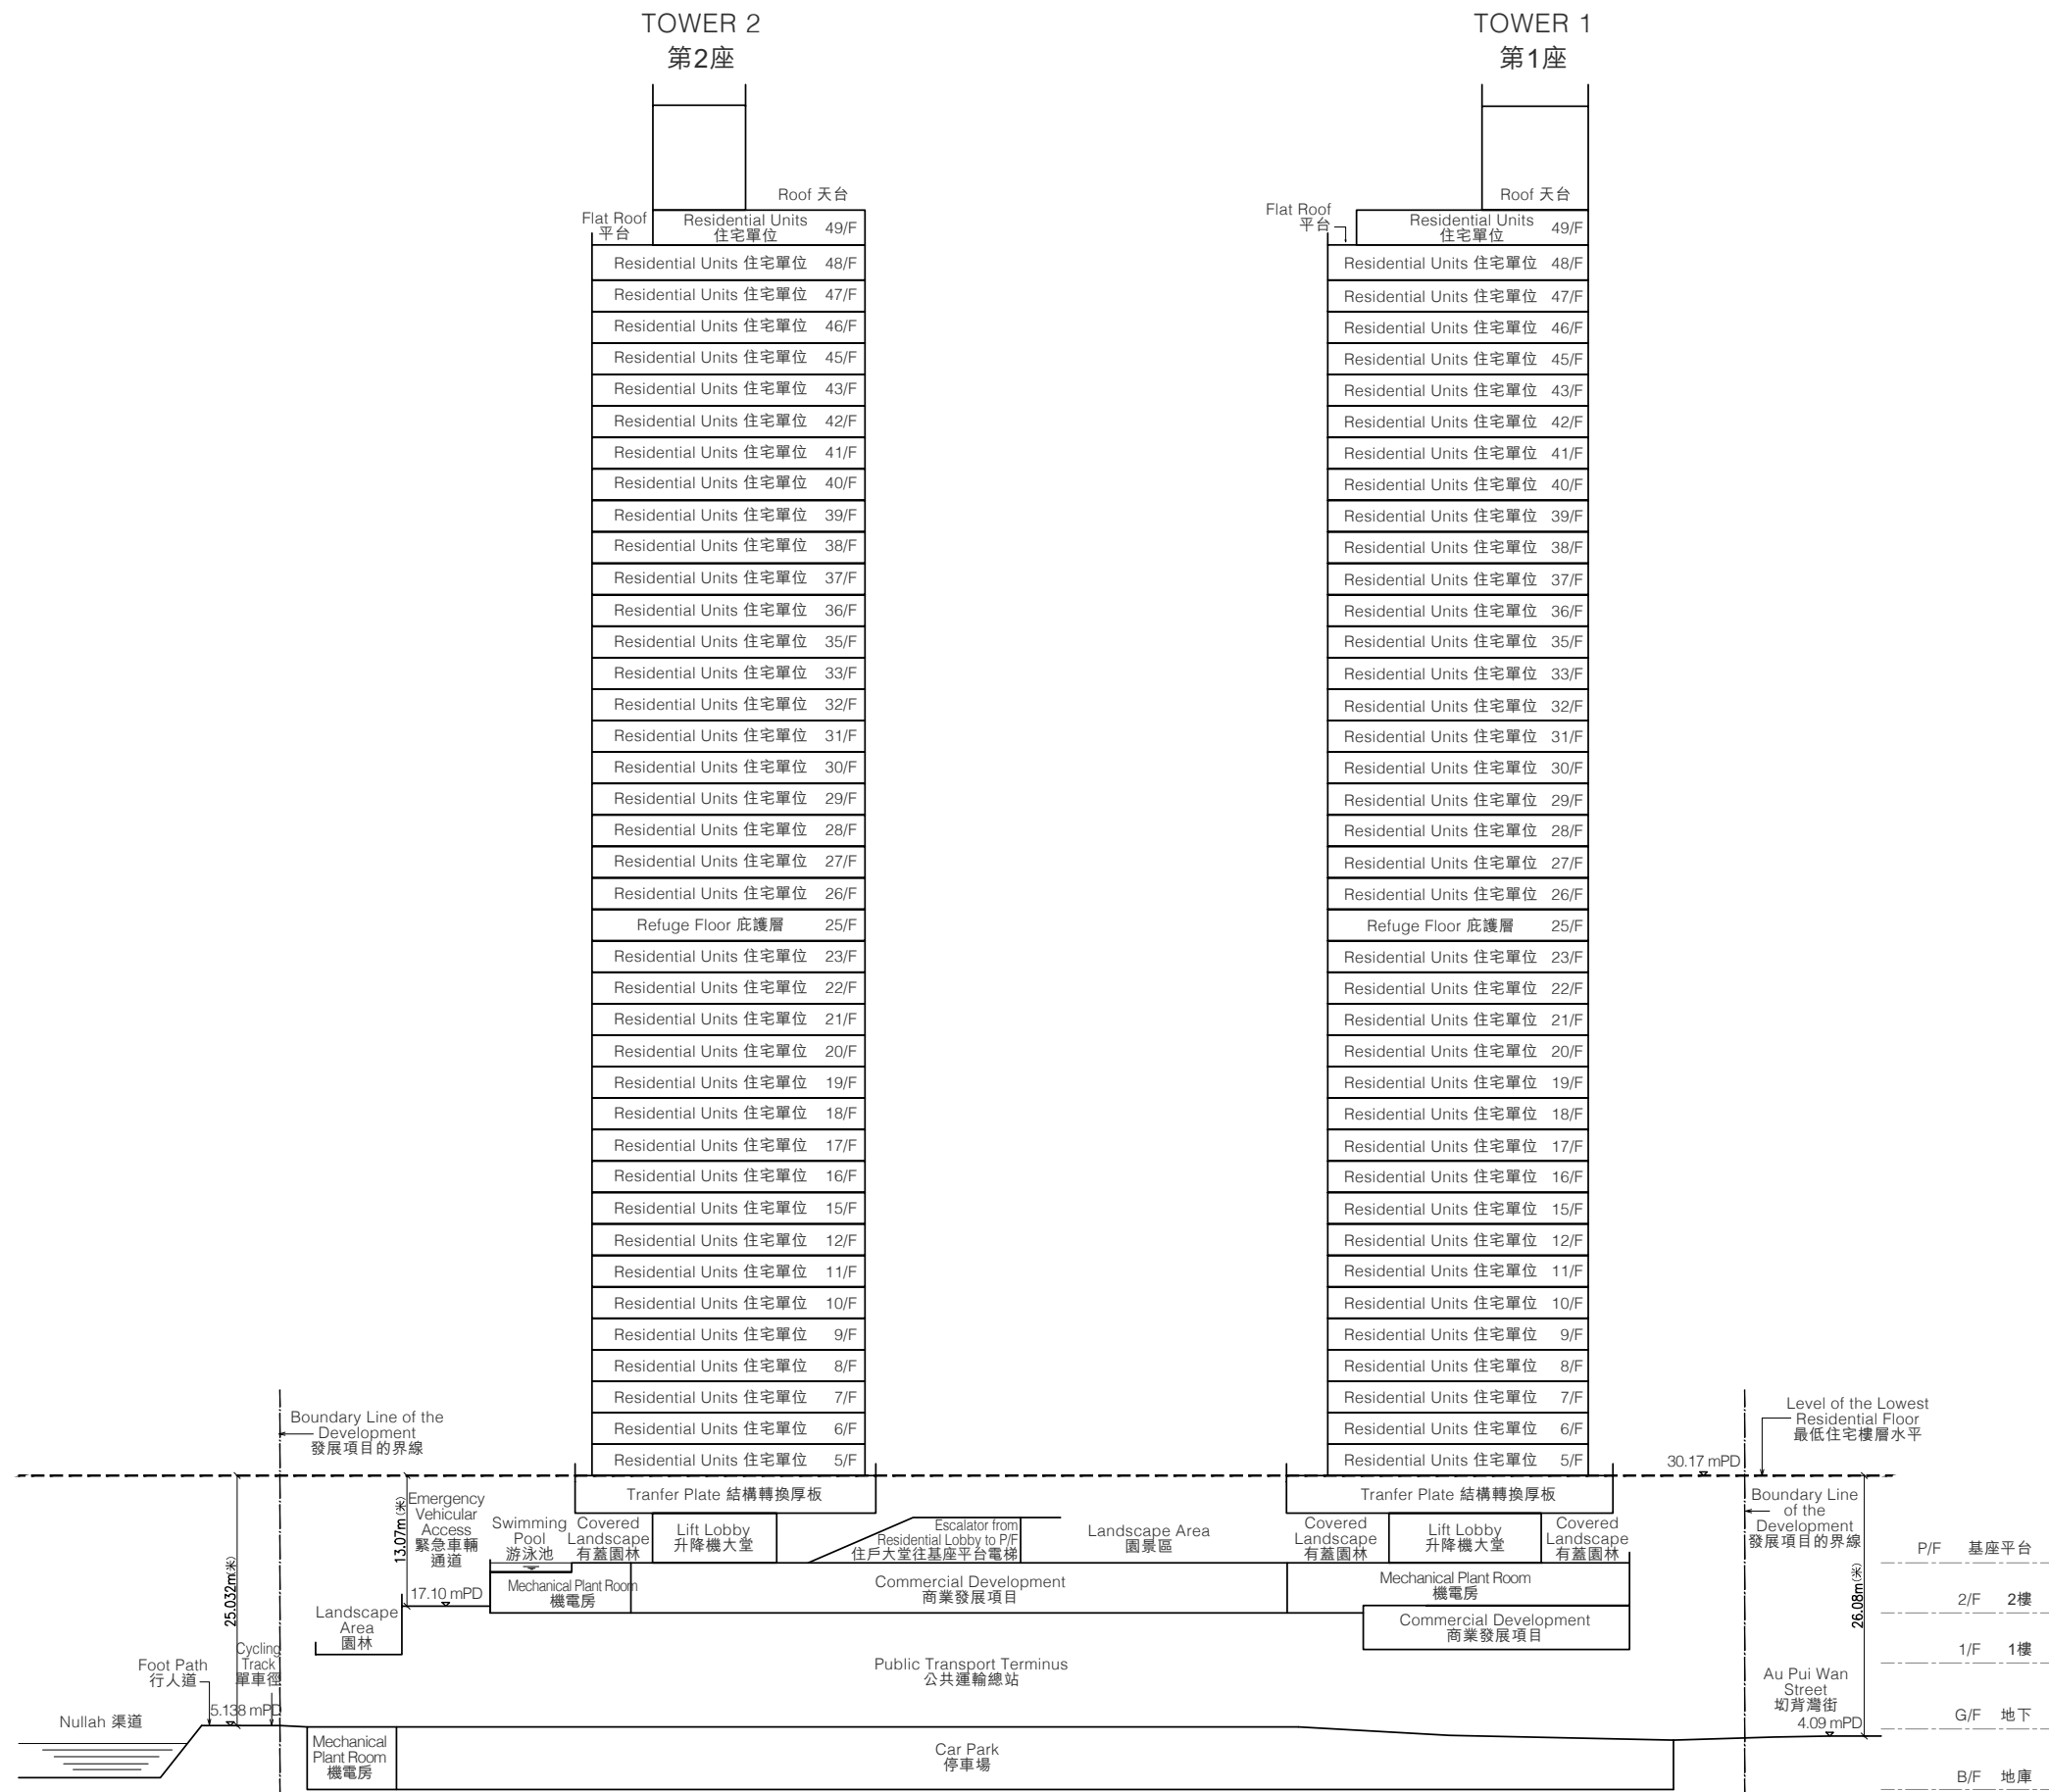 TOWER 2
第2座
Roof 天台
Flat Roof
平台
Residential Units
住宅單位
49/F
Residential Units 住宅單位 48/F
Residential Units 住宅單位 47/F
Residential Units 住宅單位 46/F
Residential Units 住宅單位 45/F
Residential Units 住宅單位 43/F
Residential Units 住宅單位 42/F
Residential Units 住宅單位 41/F
Residential Units 住宅單位 40/F
Residential Units 住宅單位 39/F
Residential Units 住宅單位 38/F
Residential Units 住宅單位 37/F
Residential Units 住宅單位 36/F
Residential Units 住宅單位 35/F
Residential Units 住宅單位 33/F
Residential Units 住宅單位 32/F
Residential Units 住宅單位 31/F
Residential Units 住宅單位 30/F
Residential Units 住宅單位 29/F
Residential Units 住宅單位 28/F
Residential Units 住宅單位 27/F
Residential Units 住宅單位 26/F
Refuge Floor 庇護層 25/F
Residential Units 住宅單位 23/F
Residential Units 住宅單位 22/F
Residential Units 住宅單位 21/F
Residential Units 住宅單位 20/F
Residential Units 住宅單位 19/F
Residential Units 住宅單位 18/F
Residential Units 住宅單位 17/F
Residential Units 住宅單位 16/F
Residential Units 住宅單位 15/F
Residential Units 住宅單位 12/F
Residential Units 住宅單位 11/F
Residential Units 住宅單位 10/F
Residential Units 住宅單位 9/F
Residential Units 住宅單位 8/F
Residential Units 住宅單位 7/F
Residential Units 住宅單位 6/F
Residential Units 住宅單位 5/F
Tranfer Plate 結構轉換厚板
TOWER 1
第1座
Roof 天台
Flat Roof
平台
Residential Units
住宅單位
49/F
Residential Units 住宅單位 48/F
Residential Units 住宅單位 47/F
Residential Units 住宅單位 46/F
Residential Units 住宅單位 45/F
Residential Units 住宅單位 43/F
Residential Units 住宅單位 42/F
Residential Units 住宅單位 41/F
Residential Units 住宅單位 40/F
Residential Units 住宅單位 39/F
Residential Units 住宅單位 38/F
Residential Units 住宅單位 37/F
Residential Units 住宅單位 36/F
Residential Units 住宅單位 35/F
Residential Units 住宅單位 33/F
Residential Units 住宅單位 32/F
Residential Units 住宅單位 31/F
Residential Units 住宅單位 30/F
Residential Units 住宅單位 29/F
Residential Units 住宅單位 28/F
Residential Units 住宅單位 27/F
Residential Units 住宅單位 26/F
Refuge Floor 庇護層 25/F
Residential Units 住宅單位 23/F
Residential Units 住宅單位 22/F
Residential Units 住宅單位 21/F
Residential Units 住宅單位 20/F
Residential Units 住宅單位 19/F
Residential Units 住宅單位 18/F
Residential Units 住宅單位 17/F
Residential Units 住宅單位 16/F
Residential Units 住宅單位 15/F
Residential Units 住宅單位 12/F
Residential Units 住宅單位 11/F
Residential Units 住宅單位 10/F
Residential Units 住宅單位 9/F
Residential Units 住宅單位 8/F
Residential Units 住宅單位 7/F
Residential Units 住宅單位 6/F
Residential Units 住宅單位 5/F
Tranfer Plate 結構轉換厚板
Boundary Line of the
Development
發展項目的界線
Level of the Lowest
Residential Floor
最低住宅樓層水平
30.17 mPD
25.032m(米)
13.07m(米)
Emergency
Vehicular
Access
緊急車輛
通道
17.10 mPD
Swimming
Pool
游泳池
Covered
Landscape
有蓋園林
Lift Lobby
升降機大堂
Escalator from
Residential Lobby to P/F
住戶大堂往基座平台電梯
Landscape Area
園景區
Covered
Landscape
有蓋園林
Lift Lobby
升降機大堂
Covered
Landscape
有蓋園林
Boundary Line
of the
Development
發展項目的界線
26.08m(米)
P/F 基座平台
Mechanical Plant Room
機電房
Commercial Development
商業發展項目
Mechanical Plant Room
機電房
2/F 2樓
Landscape
Area
園林
Commercial Development
商業發展項目
1/F 1樓
Foot Path
行人道
Cycling
Track
單車徑
5.138 mPD
Public Transport Terminus
公共運輸總站
Au Pui Wan
Street
坳背灣街
4.09 mPD
G/F 地下
Nullah 渠道
Mechanical
Plant Room
機電房
Car Park
停車場
B/F 地庫